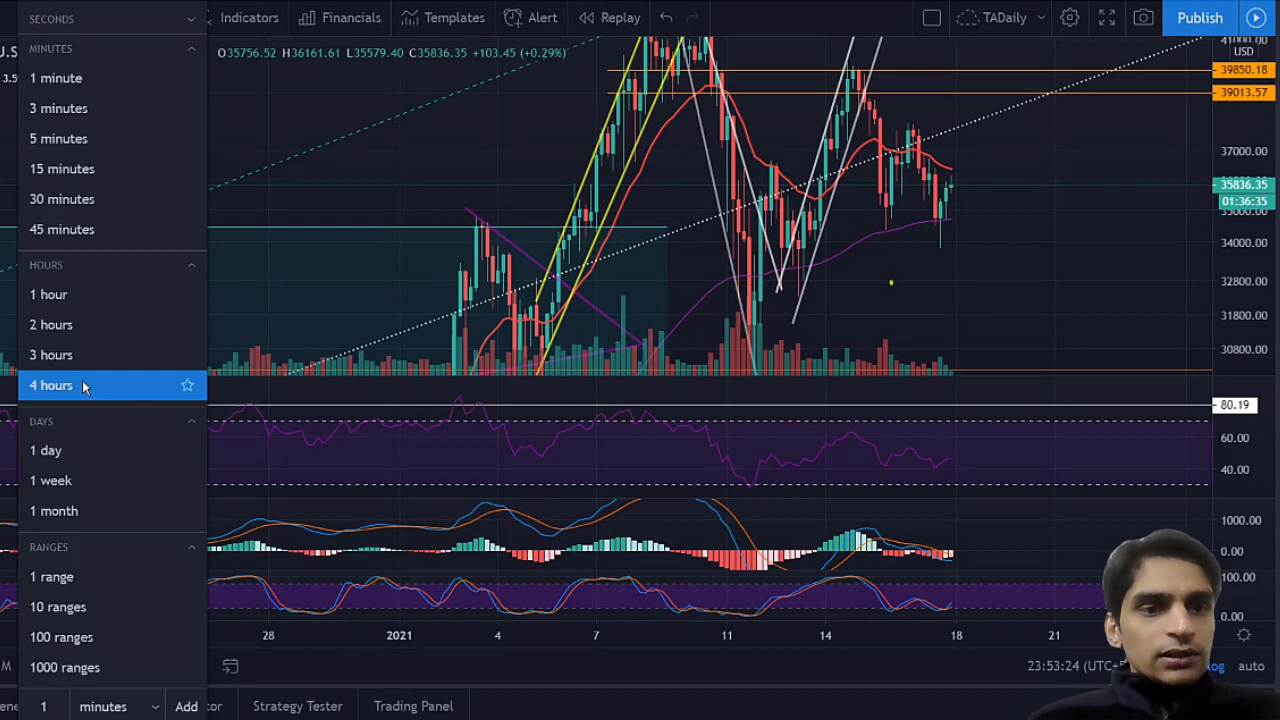 SECONDS
MINUTES
1 minute
3 minutes
5 minutes
15 minutes
30 minutes
45 minutes
HOURS
1 hour
2 hours
3 hours
4 hours
DAYS
1 day
1 week
1 month
RANGES
1 range
10 ranges
100 ranges
1000 ranges
1 minutes Add
Indicators Financials Templates Alert Replay TADaily Publish
O35756.52 H36161.61 L35579.40 C35836.35 +103.45 (+0.29%)
USD
39850.18
39013.57
37000.00
35836.35
01:36:35
34000.00
32800.00
31800.00
30800.00
80.19
60.00
40.00
1000.00
0.00
100.00
0.00
28 2021 4 7 11 14 18 21
23:53:24 auto
Strategy Tester Trading Panel